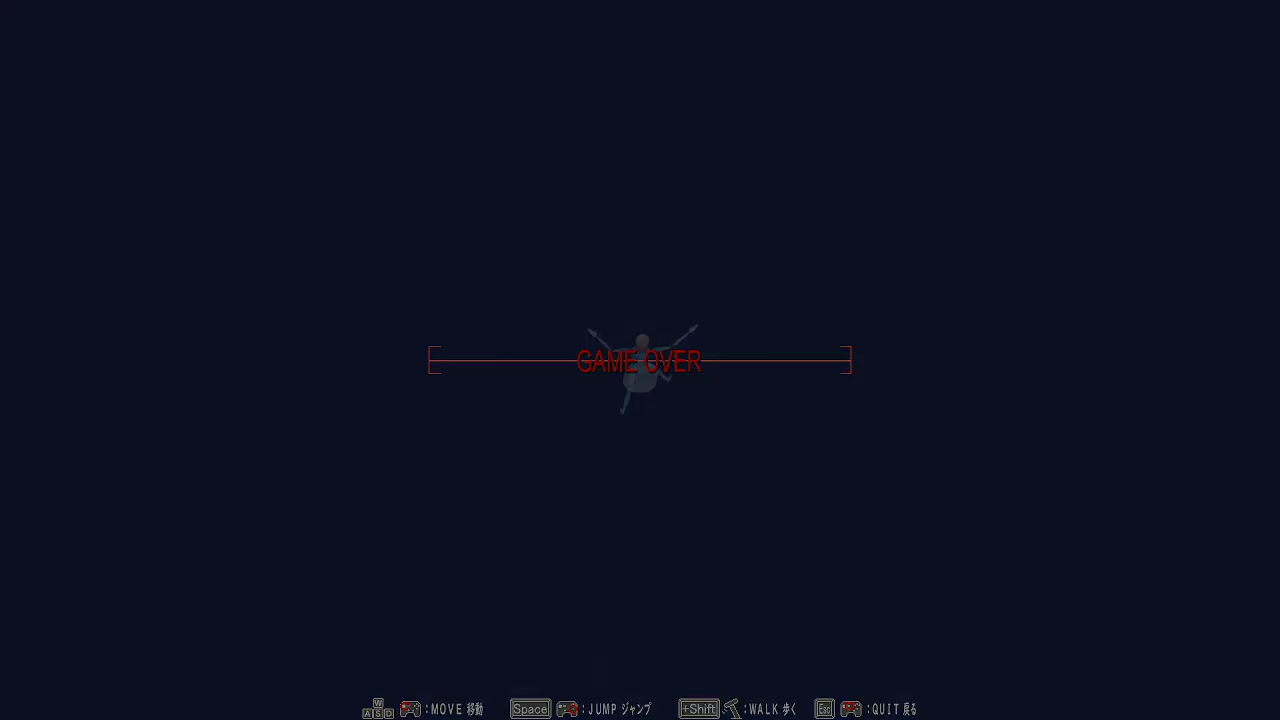 GAME OVER
W
A S D :MOVE 移動 Space :JUMP ジャンプ +Shift :WALK 歩く Esc :QUIT 戻る